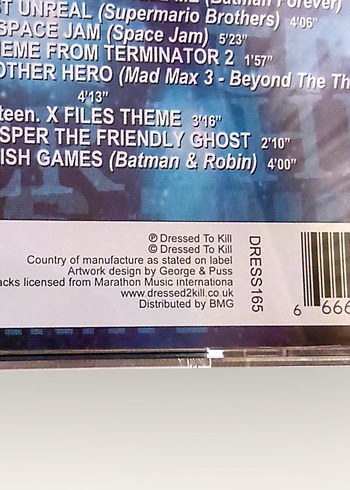 (Batman Forever)
ST UNREAL (Supermario Brothers) 4'06"
SPACE JAM (Space Jam) 5'23"
EME FROM TERMINATOR 2 1'57"
OTHER HERO (Mad Max 3 - Beyond The Th
4'13"
teen. X FILES THEME 3'16"
SPER THE FRIENDLY GHOST 2'10"
ISH GAMES (Batman & Robin) 4'00"
℗ Dressed To Kill
© Dressed To Kill
Country of manufacture as stated on label
Artwork design by George & Puss
acks licensed from Marathon Music internationa
www.dressed2kill.co.uk
Distributed by BMG
DRESS165
6 666